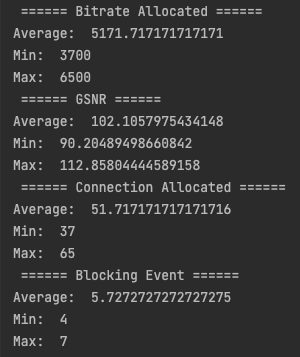 ====== Bitrate Allocated ======
Average:  5171.717171717171
Min:  3700
Max:  6500
====== GSNR ======
Average:  102.1057975434148
Min:  90.20489498660842
Max:  112.85804444589158
====== Connection Allocated ======
Average:  51.717171717171716
Min:  37
Max:  65
====== Blocking Event ======
Average:  5.7272727272727275
Min:  4
Max:  7